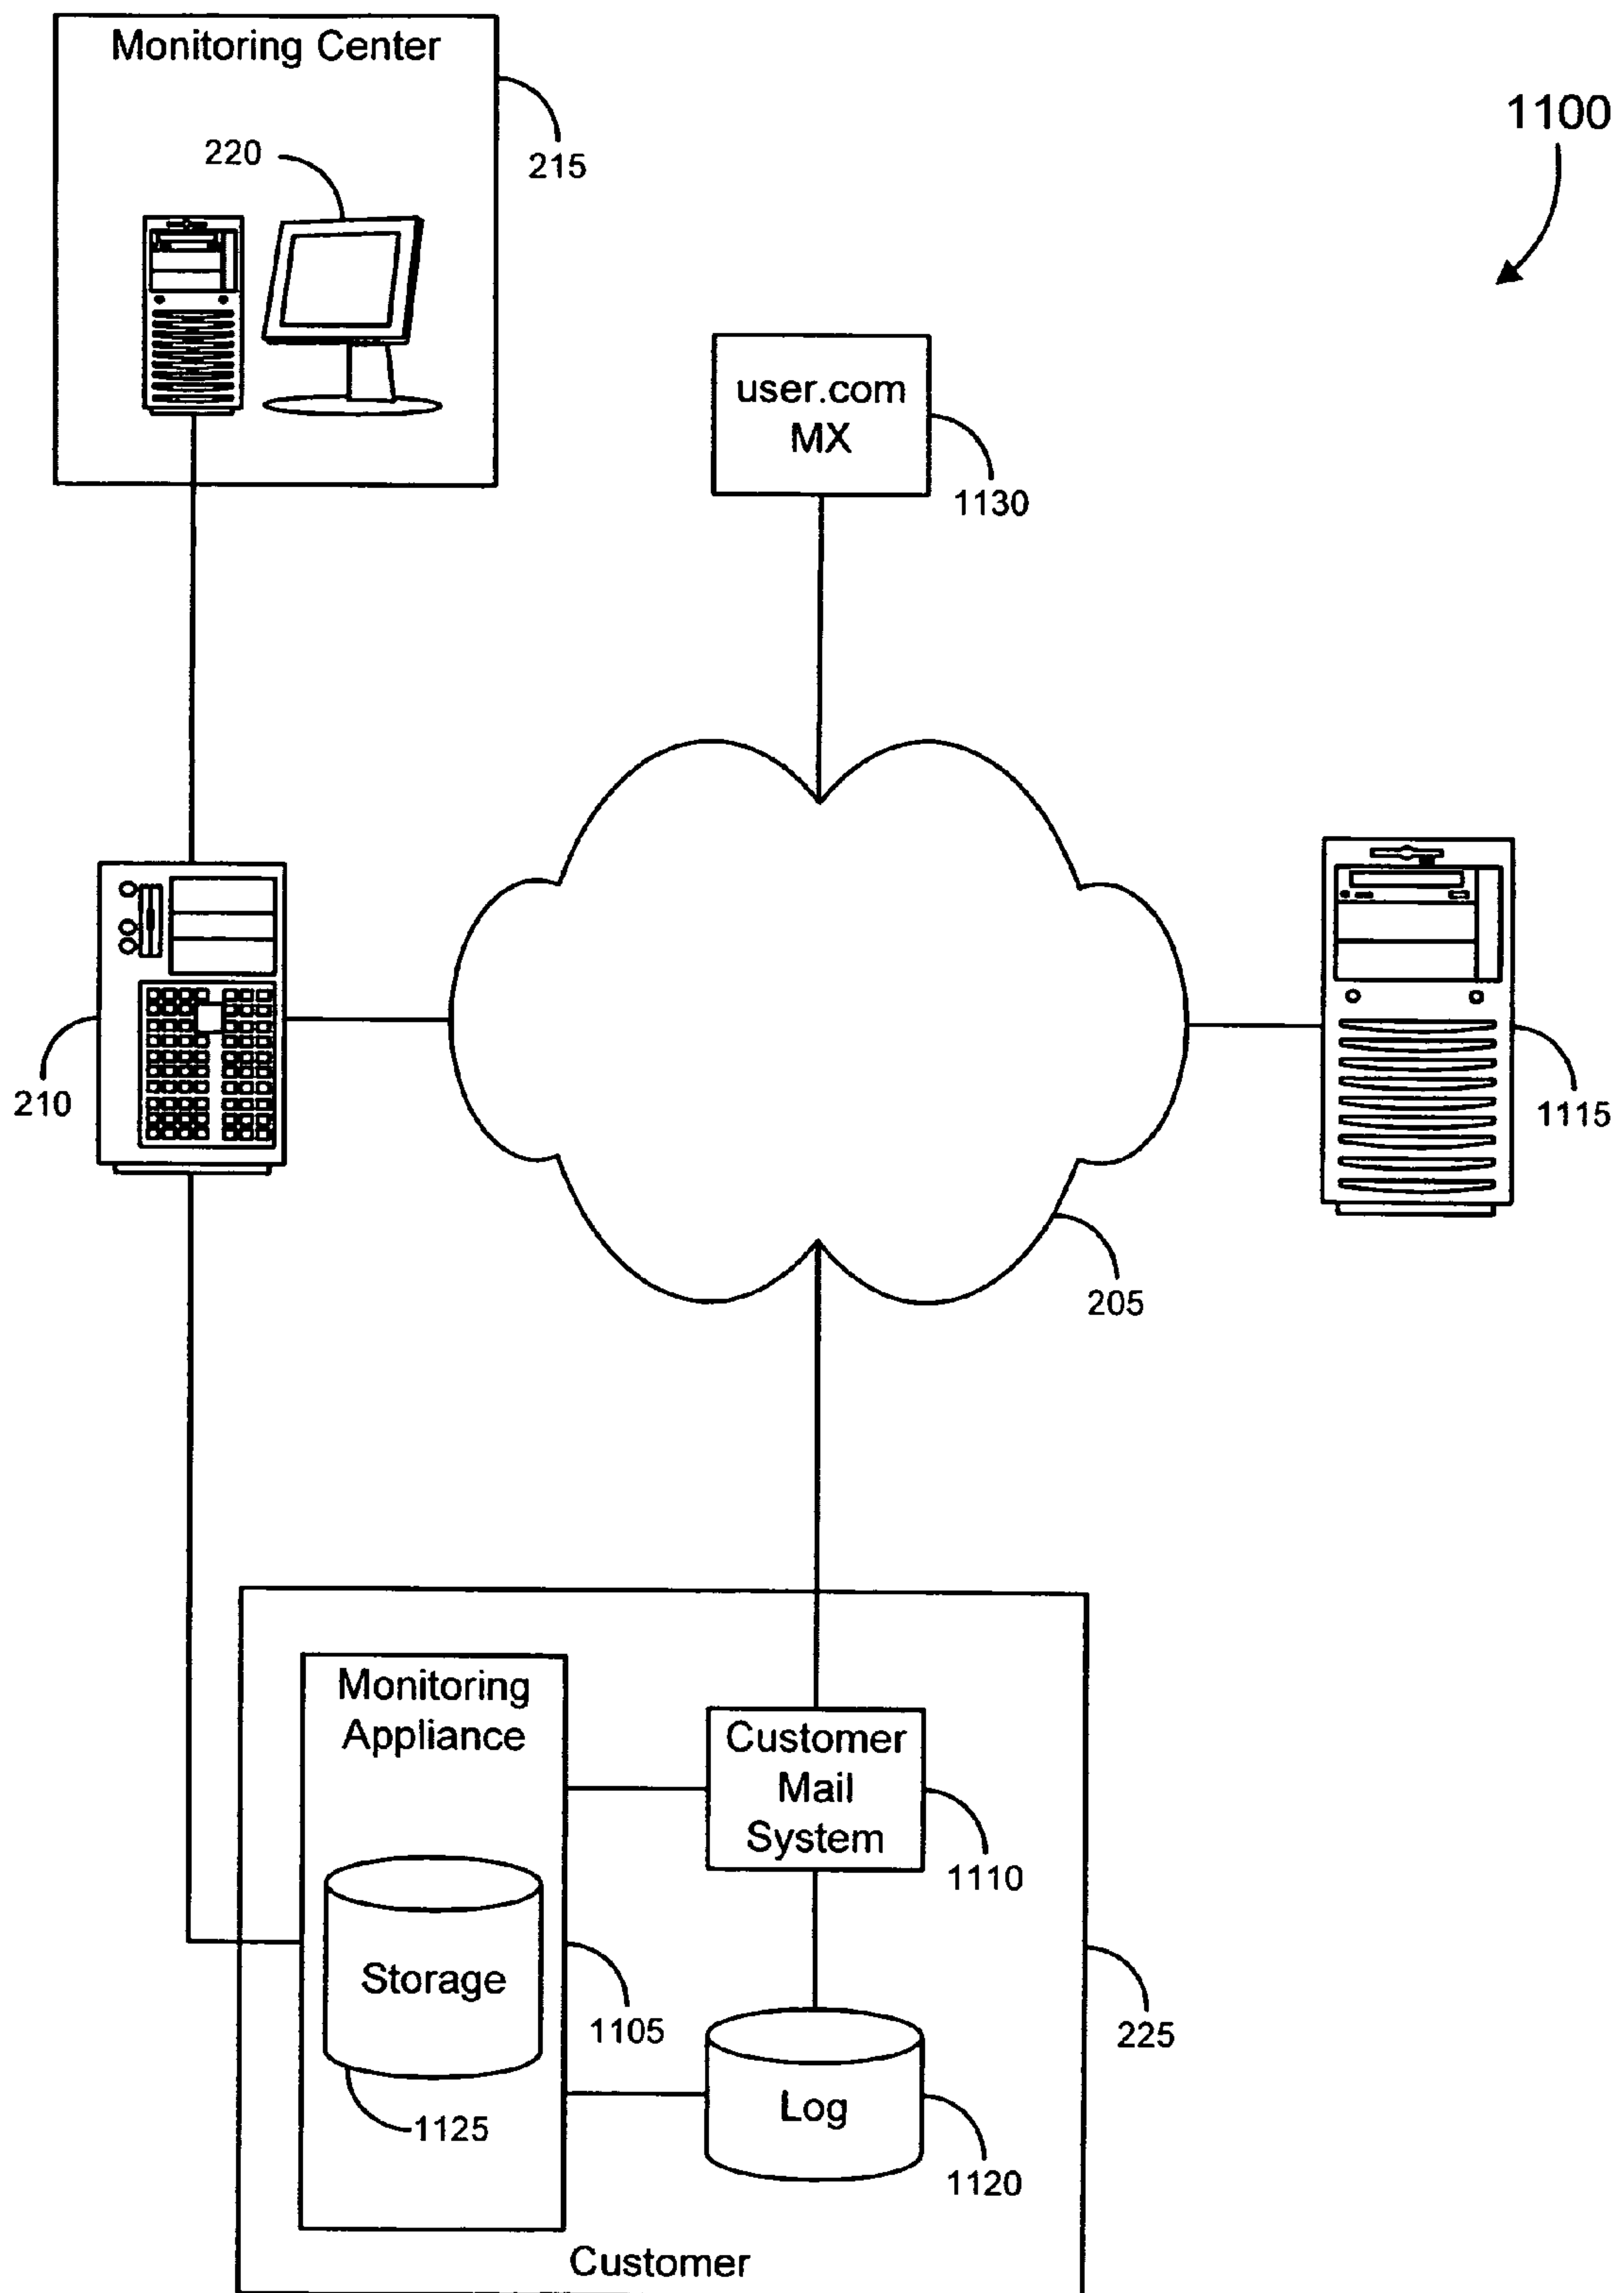 Monitoring Center
215
220
1100
user.com
MX
1130
210
1115
205
Monitoring
Appliance
Customer
Mail
System
1110
Storage
1105
225
1125
Log
1120
Customer